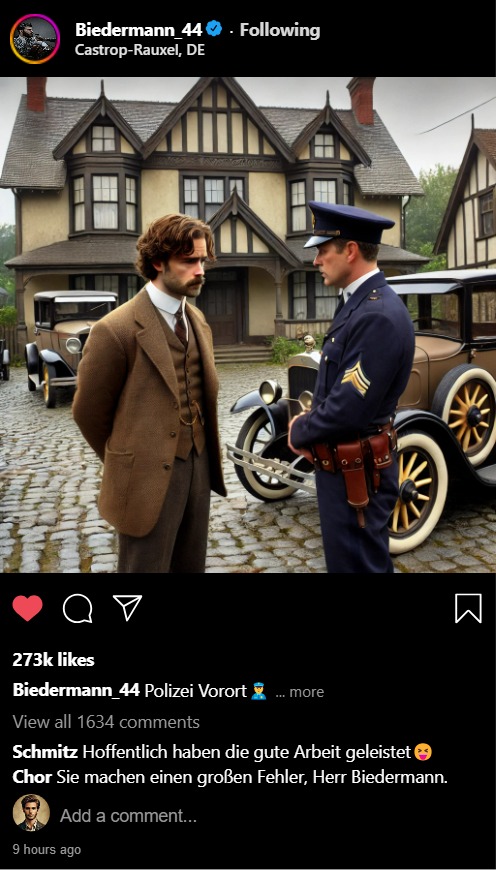 Biedermann_44 · Following
Castrop-Rauxel, DE
273k likes
Biedermann_44 Polizei Vorort👮 ... more
View all 1634 comments
Schmitz Hoffentlich haben die gute Arbeit geleistet😝
Chor Sie machen einen großen Fehler, Herr Biedermann.
Add a comment...
9 hours ago